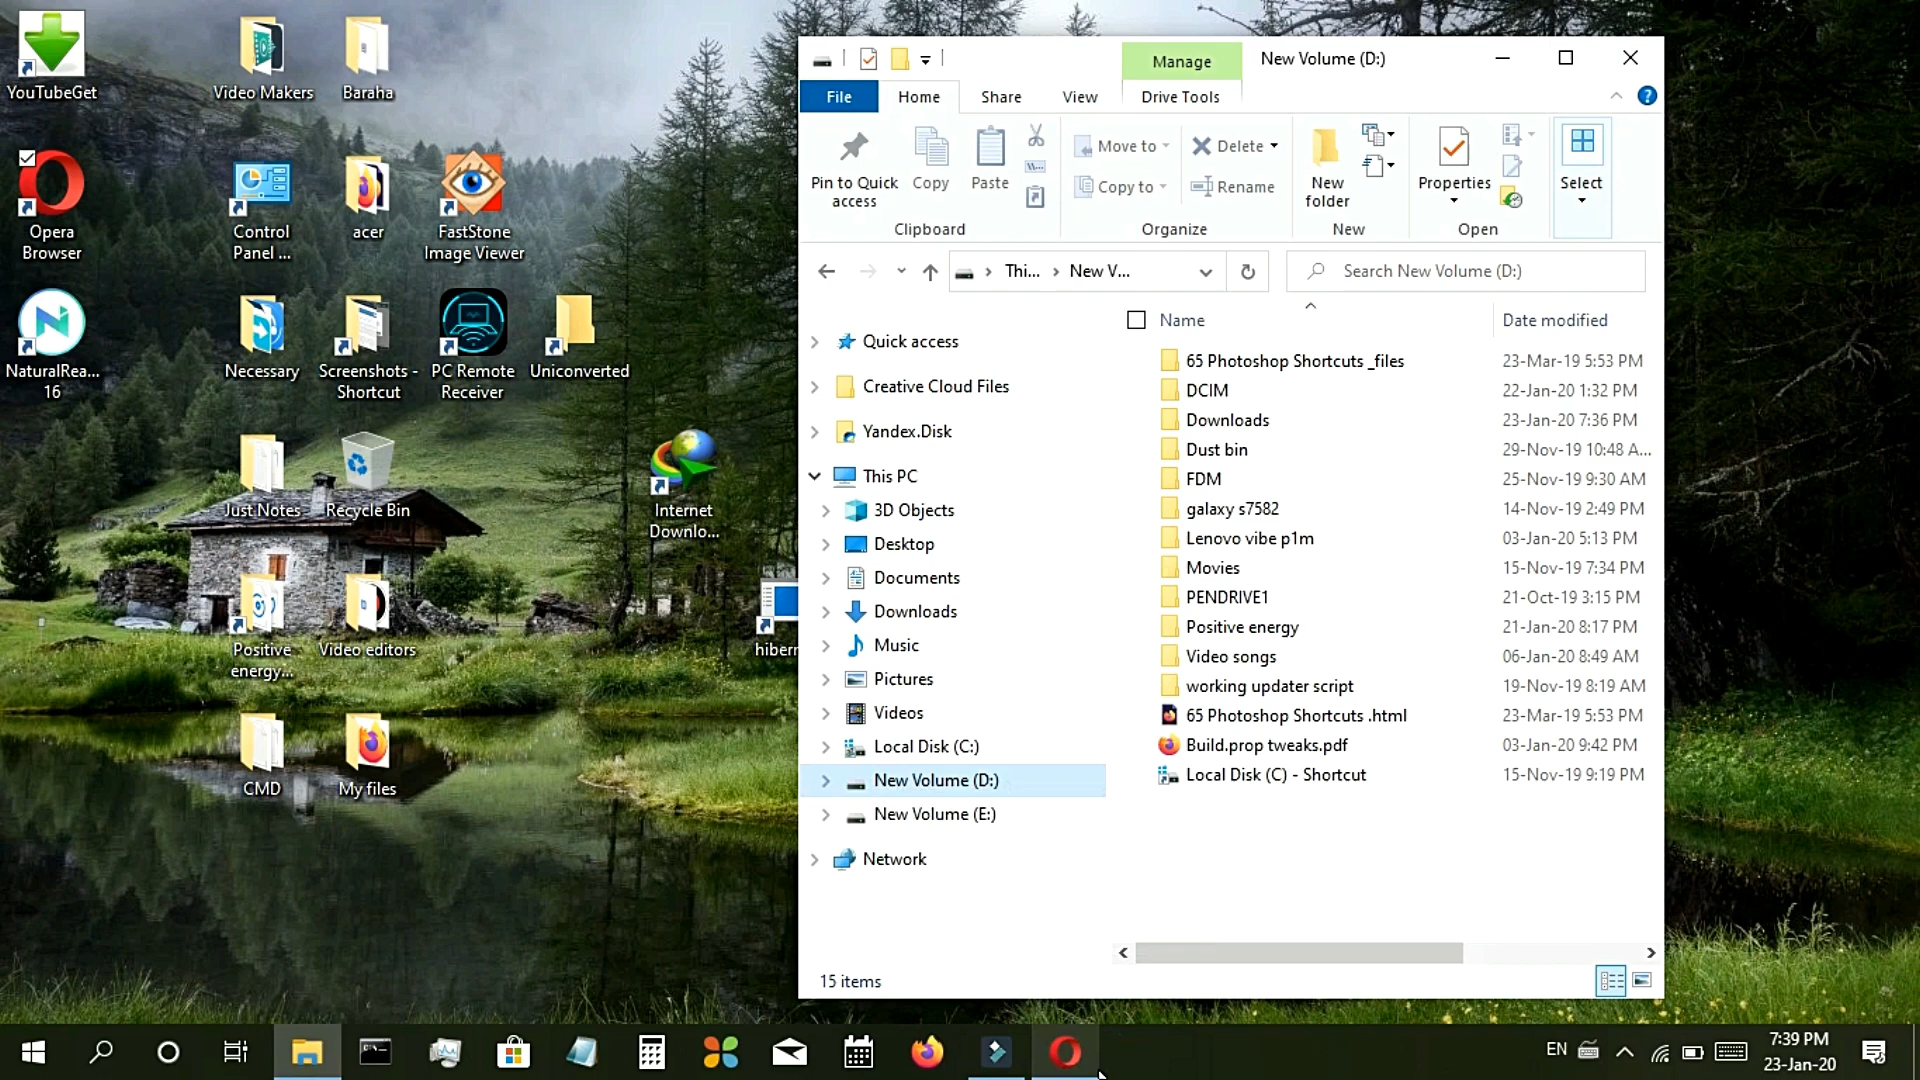 YouTubeGet
Video Makers
Baraha
Opera
Browser
Control
Panel ...
acer
FastStone
Image Viewer
NaturalRea...
16
Necessary
Screenshots -
Shortcut
PC Remote
Receiver
Uniconverted
Just Notes
Recycle Bin
Internet
Downlo...
Positive
energy...
Video editors
hibern
CMD
My files
Manage
New Volume (D:)
File
Home
Share
View
Drive Tools
Pin to Quick
access
Copy
Paste
Move to
Copy to
Delete
Rename
New
folder
Properties
Select
Clipboard
Organize
New
Open
Thi...
New V...
Search New Volume (D:)
Quick access
Creative Cloud Files
Yandex.Disk
This PC
3D Objects
Desktop
Documents
Downloads
Music
Pictures
Videos
Local Disk (C:)
New Volume (D:)
New Volume (E:)
Network
Name Date modified
65 Photoshop Shortcuts _files 23-Mar-19 5:53 PM
DCIM 22-Jan-20 1:32 PM
Downloads 23-Jan-20 7:36 PM
Dust bin 29-Nov-19 10:48 A...
FDM 25-Nov-19 9:30 AM
galaxy s7582 14-Nov-19 2:49 PM
Lenovo vibe p1m 03-Jan-20 5:13 PM
Movies 15-Nov-19 7:34 PM
PENDRIVE1 21-Oct-19 3:15 PM
Positive energy 21-Jan-20 8:17 PM
Video songs 06-Jan-20 8:49 AM
working updater script 19-Nov-19 8:19 AM
65 Photoshop Shortcuts .html 23-Mar-19 5:53 PM
Build.prop tweaks.pdf 03-Jan-20 9:42 PM
Local Disk (C) - Shortcut 15-Nov-19 9:19 PM
15 items
EN
7:39 PM
23-Jan-20